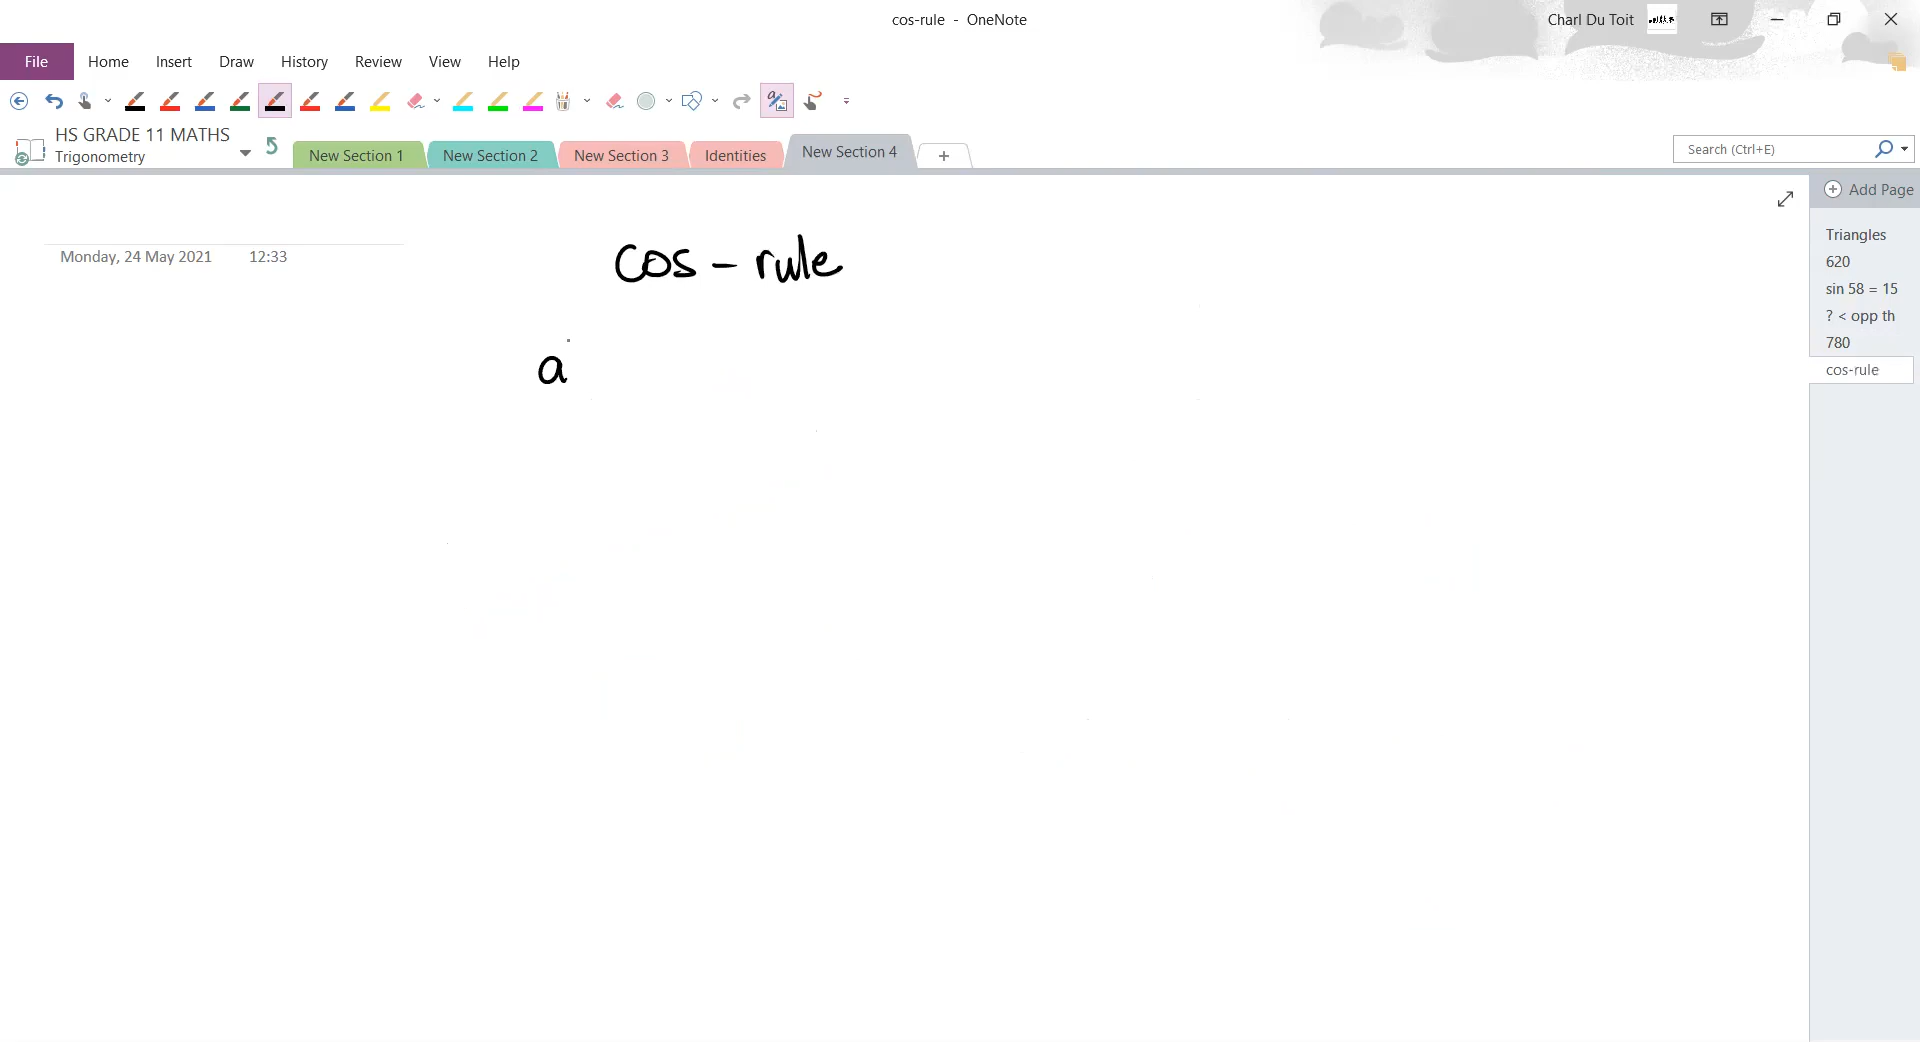 cos-rule - OneNote
Charl Du Toit
File Home Insert Draw History Review View Help
HS GRADE 11 MATHS
Trigonometry
New Section 1
New Section 2
New Section 3
Identities
New Section 4
Search (Ctrl+E)
Add Page
Monday, 24 May 2021 12:33
cos - rule
a
Triangles
620
sin 58 = 15
? < opp th
780
cos-rule